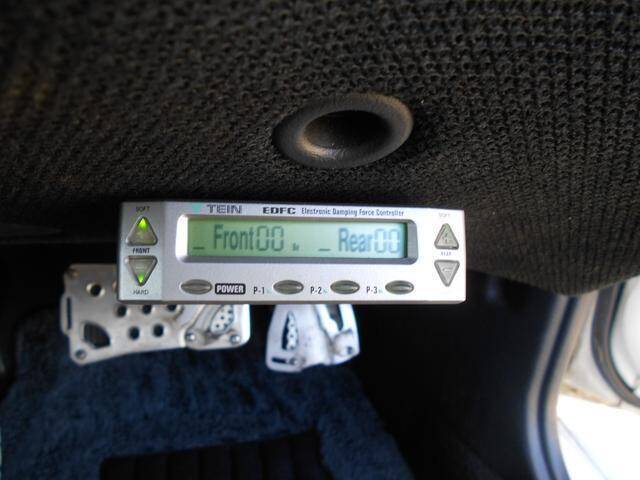 TEIN EDFC Electronic Damping Force Controller
SOFT SOFT
_ Front00 _ Rear00
FRONT REAR
HARD
POWER P-1 P-2 P-3